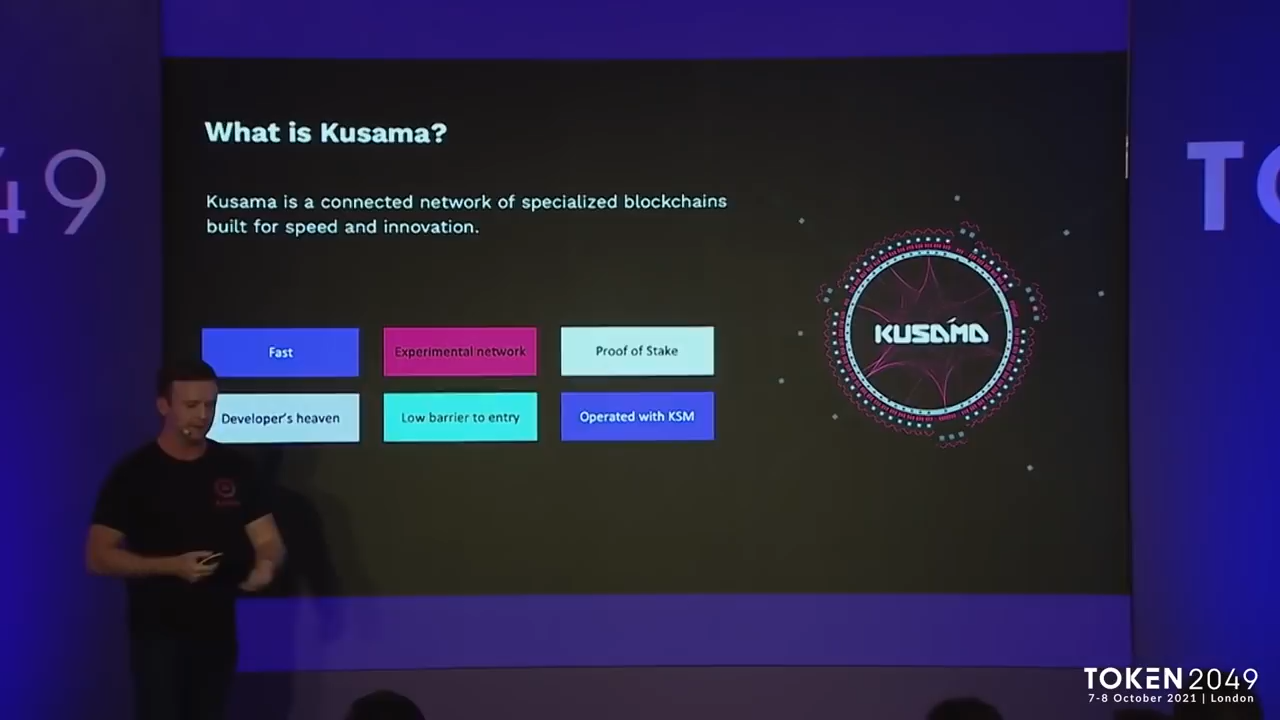 49
What is Kusama?
Kusama is a connected network of specialized blockchains
built for speed and innovation.
KUSAMA
Fast
Experimental network
Proof of Stake
Developer's heaven
Low barrier to entry
Operated with KSM
TOKEN2049
7-8 October 2021 | London